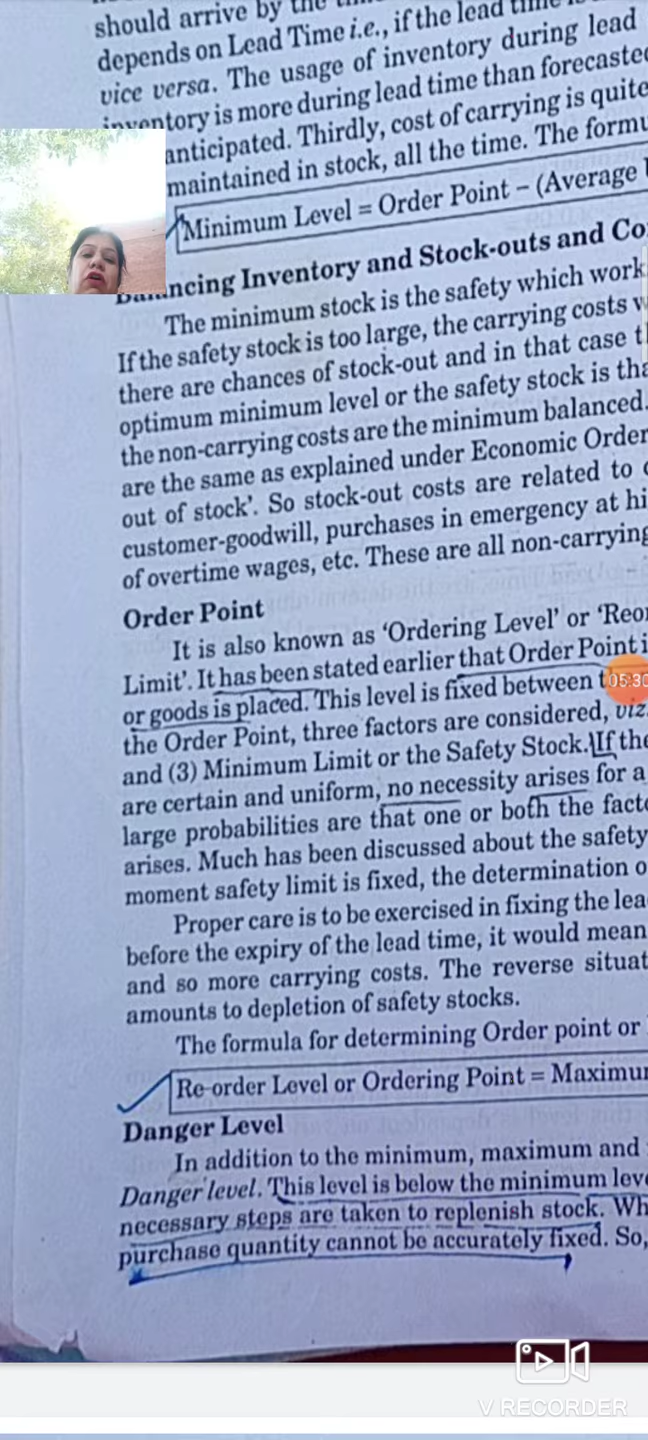 should arrive by the
depends on Lead Time i.e., if the lead time
vice versa. The usage of inventory during lead
inventory is more during lead time than forecasted
anticipated. Thirdly, cost of carrying is quite
maintained in stock, all the time. The formu
Minimum Level = Order Point – (Average
Balancing Inventory and Stock-outs and Co
The minimum stock is the safety which work
If the safety stock is too large, the carrying costs w
there are chances of stock-out and in that case t
optimum minimum level or the safety stock is tha
the non-carrying costs are the minimum balanced.
are the same as explained under Economic Order
out of stock'. So stock-out costs are related to
customer-goodwill, purchases in emergency at hi
of overtime wages, etc. These are all non-carrying
Order Point
It is also known as 'Ordering Level' or 'Reor
Limit'. It has been stated earlier that Order Point i
or goods is placed. This level is fixed between
05:30
the Order Point, three factors are considered, viz.
and (3) Minimum Limit or the Safety Stock. If the
are certain and uniform, no necessity arises for a
large probabilities are that one or both the facto
arises. Much has been discussed about the safety
moment safety limit is fixed, the determination o
Proper care is to be exercised in fixing the lea
before the expiry of the lead time, it would mean
and so more carrying costs. The reverse situat
amounts to depletion of safety stocks.
The formula for determining Order point or
Re-order Level or Ordering Point = Maximum
Danger Level
In addition to the minimum, maximum and
Danger level. This level is below the minimum leve
necessary steps are taken to replenish stock. Wh
purchase quantity cannot be accurately fixed. So,
V RECORDER